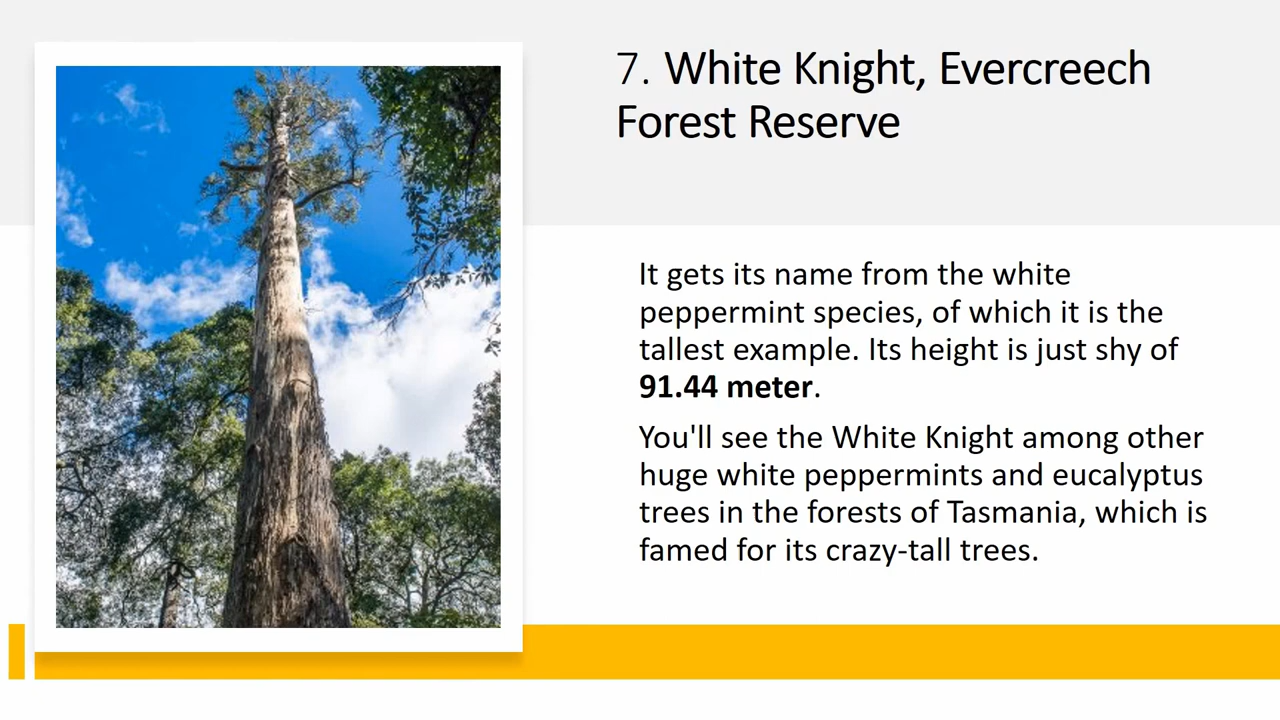 7. White Knight, Evercreech
Forest Reserve
It gets its name from the white
peppermint species, of which it is the
tallest example. Its height is just shy of
91.44 meter.
You'll see the White Knight among other
huge white peppermints and eucalyptus
trees in the forests of Tasmania, which is
famed for its crazy-tall trees.